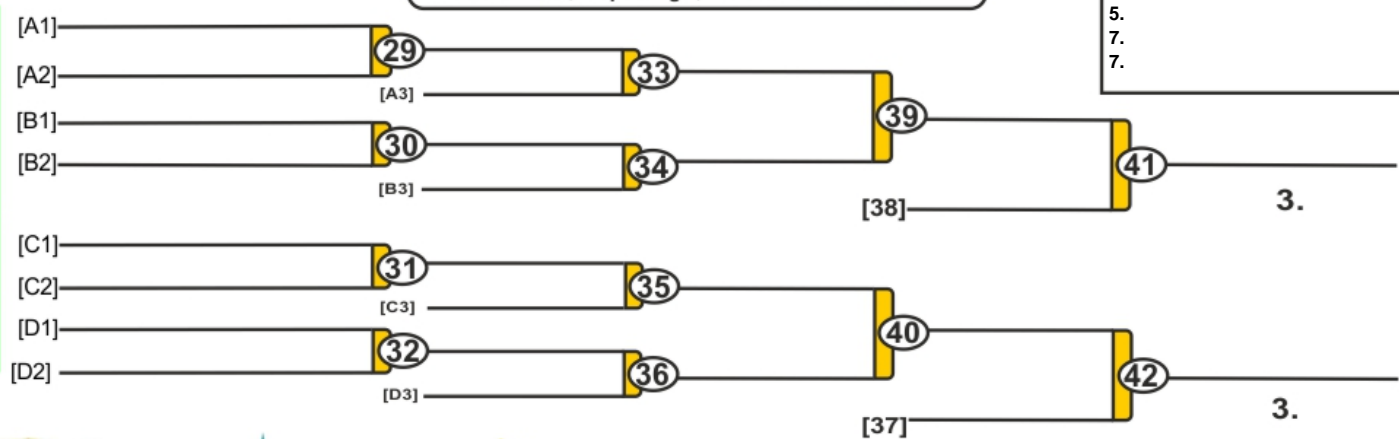 5.
7.
7.
[A1]
29
[A2]
[A3]
33
[B1]
30
[B2]
[B3]
34
39
[38]
41
3.
[C1]
31
[C2]
[C3]
35
[D1]
32
[D2]
[D3]
36
40
[37]
42
3.